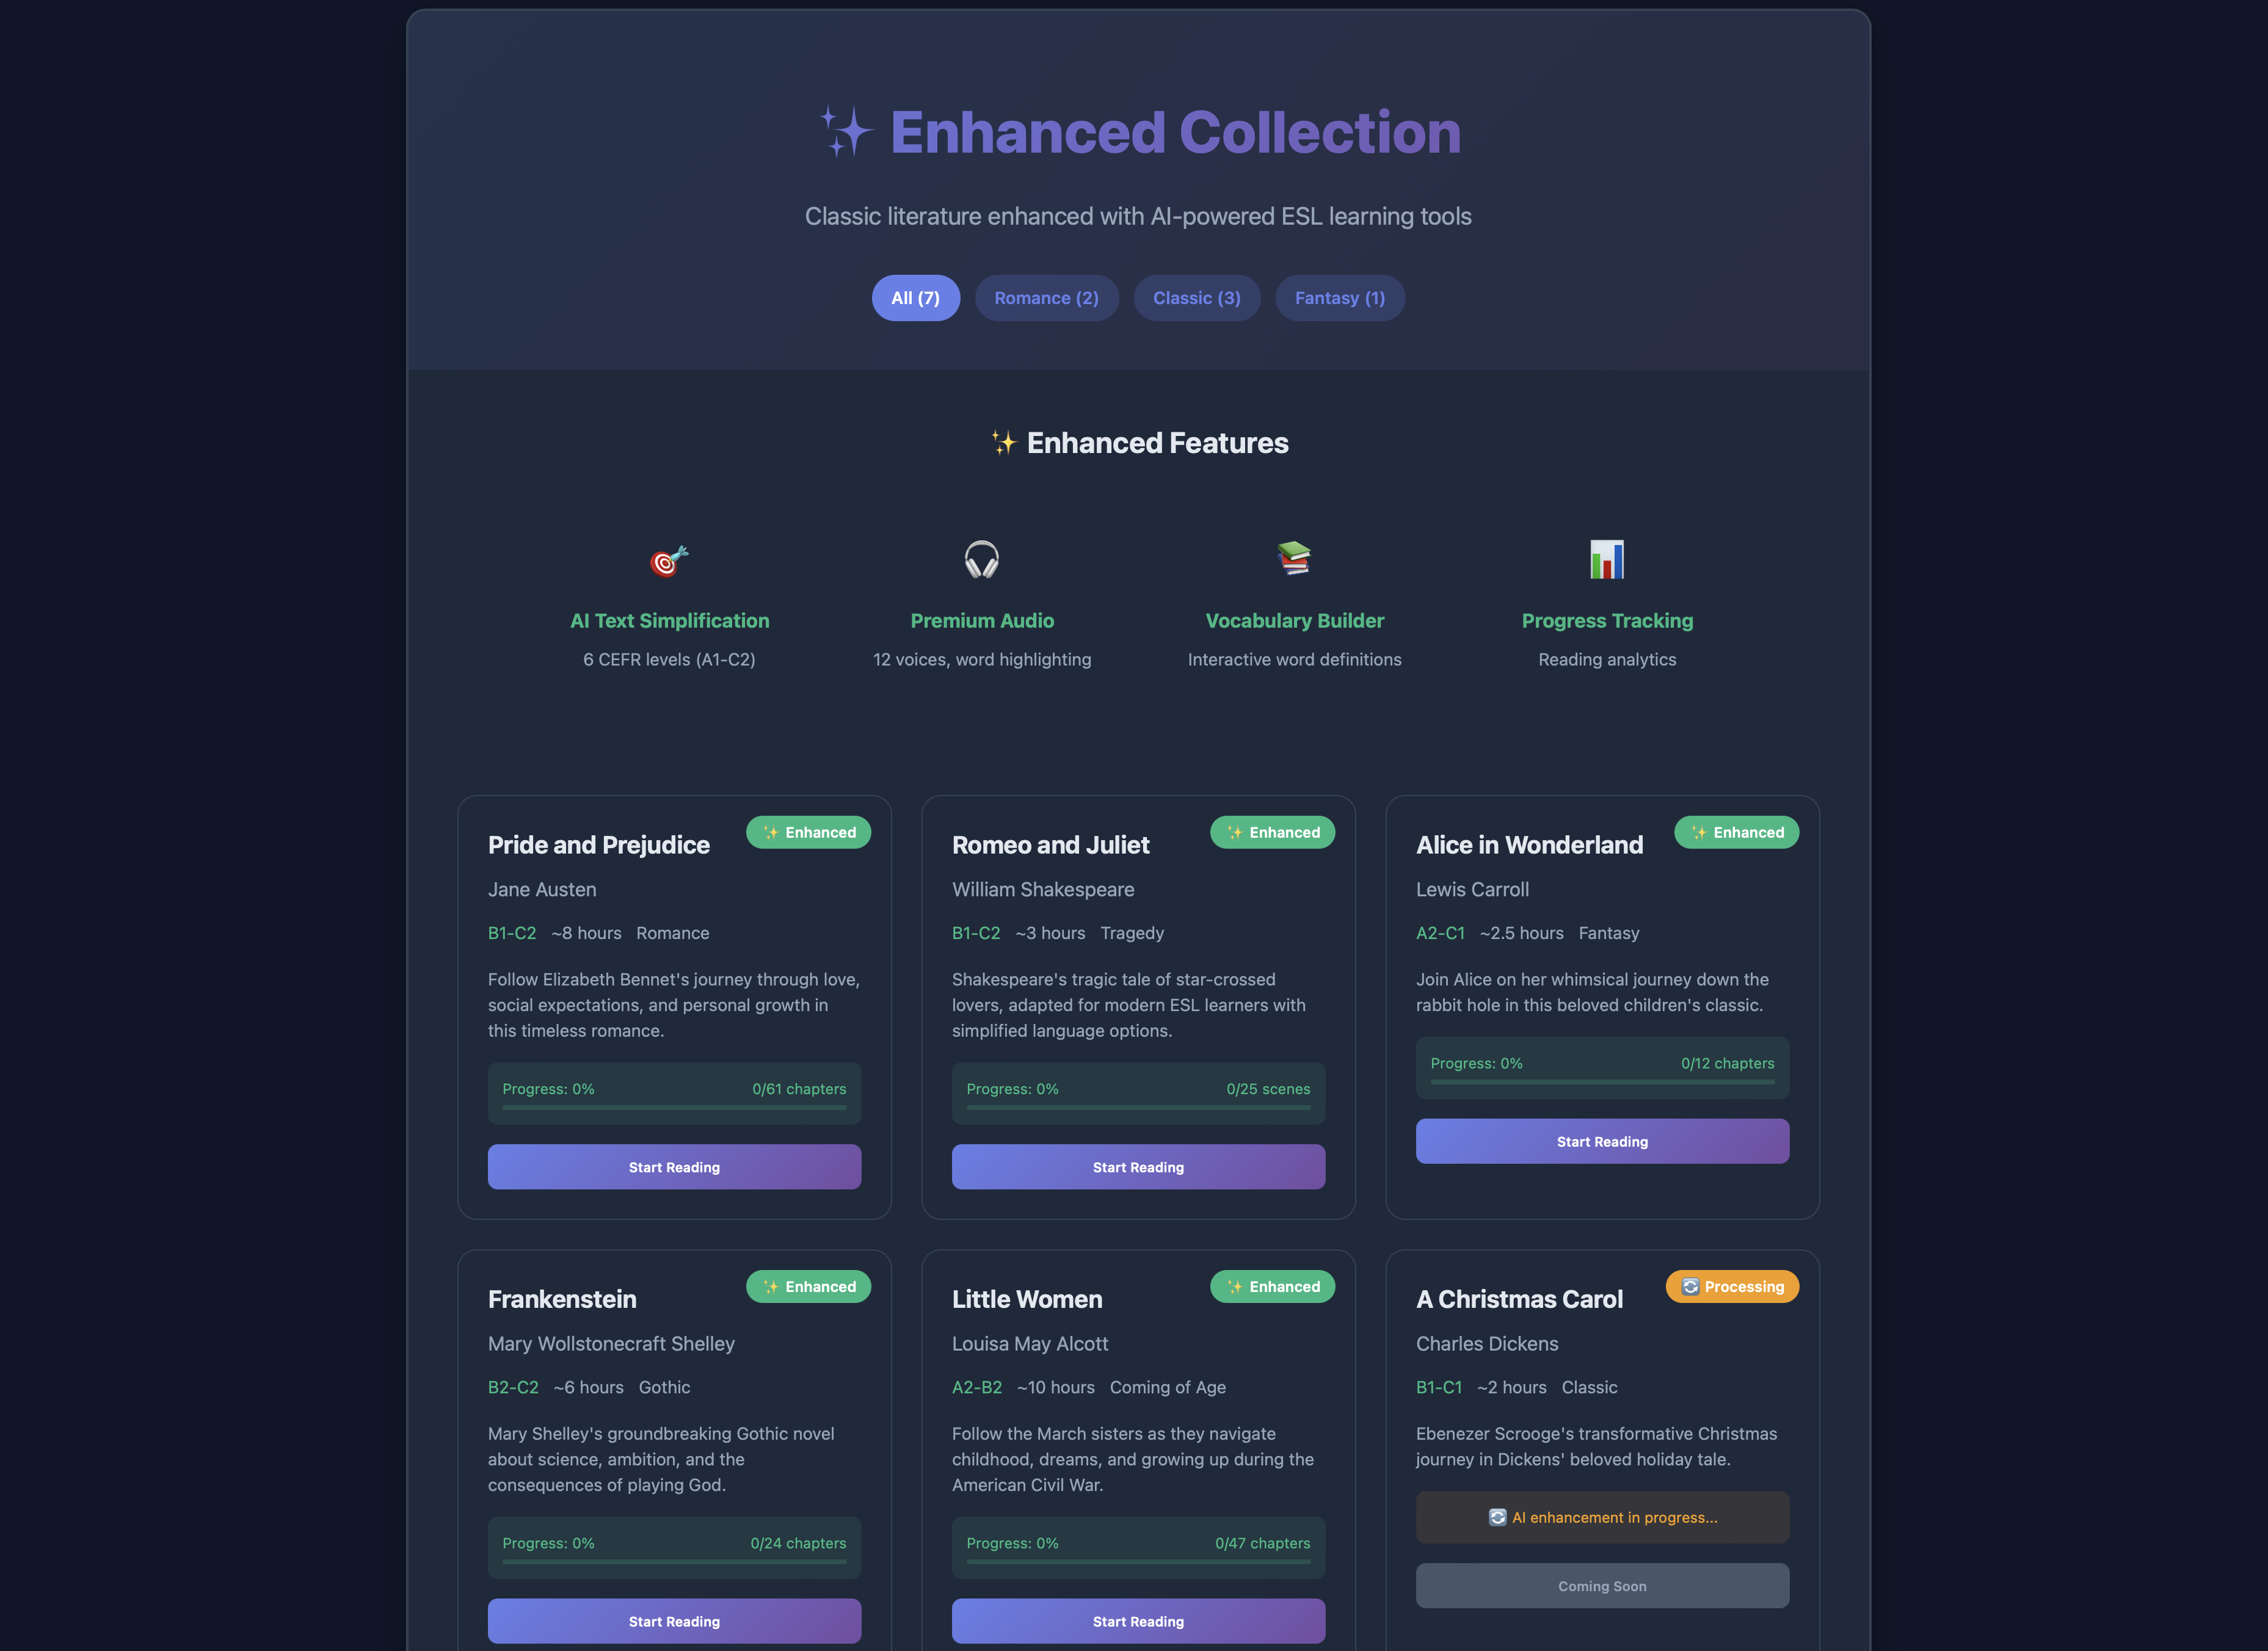 Enhanced Collection
Classic literature enhanced with AI-powered ESL learning tools
All (7)
Romance (2)
Classic (3)
Fantasy (1)
Enhanced Features
AI Text Simplification
6 CEFR levels (A1-C2)
Premium Audio
12 voices, word highlighting
Vocabulary Builder
Interactive word definitions
Progress Tracking
Reading analytics
Pride and Prejudice
Enhanced
Jane Austen
B1-C2 ~8 hours Romance
Follow Elizabeth Bennet's journey through love,
social expectations, and personal growth in
this timeless romance.
Progress: 0% 0/61 chapters
Start Reading
Romeo and Juliet
Enhanced
William Shakespeare
B1-C2 ~3 hours Tragedy
Shakespeare's tragic tale of star-crossed
lovers, adapted for modern ESL learners with
simplified language options.
Progress: 0% 0/25 scenes
Start Reading
Alice in Wonderland
Enhanced
Lewis Carroll
A2-C1 ~2.5 hours Fantasy
Join Alice on her whimsical journey down the
rabbit hole in this beloved children's classic.
Progress: 0% 0/12 chapters
Start Reading
Frankenstein
Enhanced
Mary Wollstonecraft Shelley
B2-C2 ~6 hours Gothic
Mary Shelley's groundbreaking Gothic novel
about science, ambition, and the
consequences of playing God.
Progress: 0% 0/24 chapters
Start Reading
Little Women
Enhanced
Louisa May Alcott
A2-B2 ~10 hours Coming of Age
Follow the March sisters as they navigate
childhood, dreams, and growing up during the
American Civil War.
Progress: 0% 0/47 chapters
Start Reading
A Christmas Carol
Processing
Charles Dickens
B1-C1 ~2 hours Classic
Ebenezer Scrooge's transformative Christmas
journey in Dickens' beloved holiday tale.
AI enhancement in progress...
Coming Soon